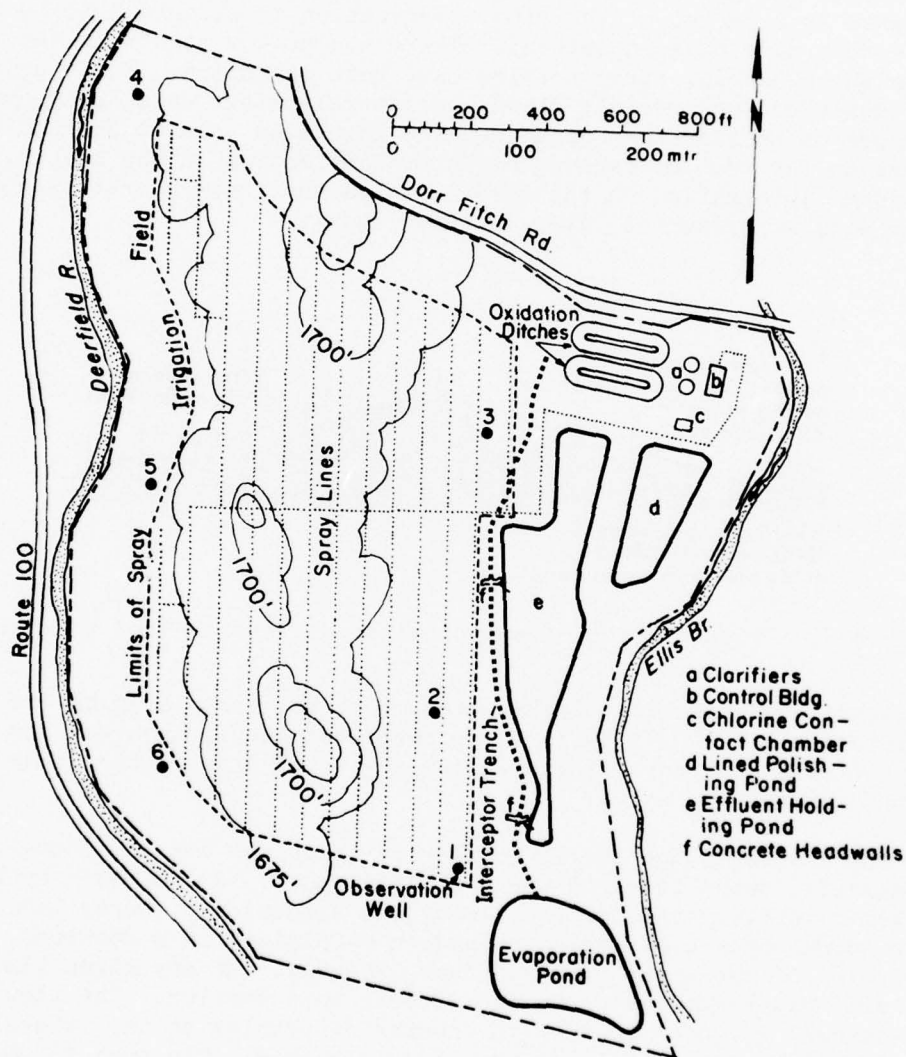 4
0 200 400 600 800 ft
0 100 200 mtr
N
Dorr Fitch Rd.
Deerfield R.
Field
Irrigation
Limits of Spray
Route 100
1700'
Oxidation
Ditches
a
b
c
3
5
Spray Lines
1700'
d
e
f
Ellis Br.
2
6
1700'
1675'
Interceptor Trench
f
1
Observation
Well
Evaporation
Pond
a Clarifiers
b Control Bldg.
c Chlorine Con-
tact Chamber
d Lined Polish-
ing Pond
e Effluent Hold-
ing Pond
f Concrete Headwalls